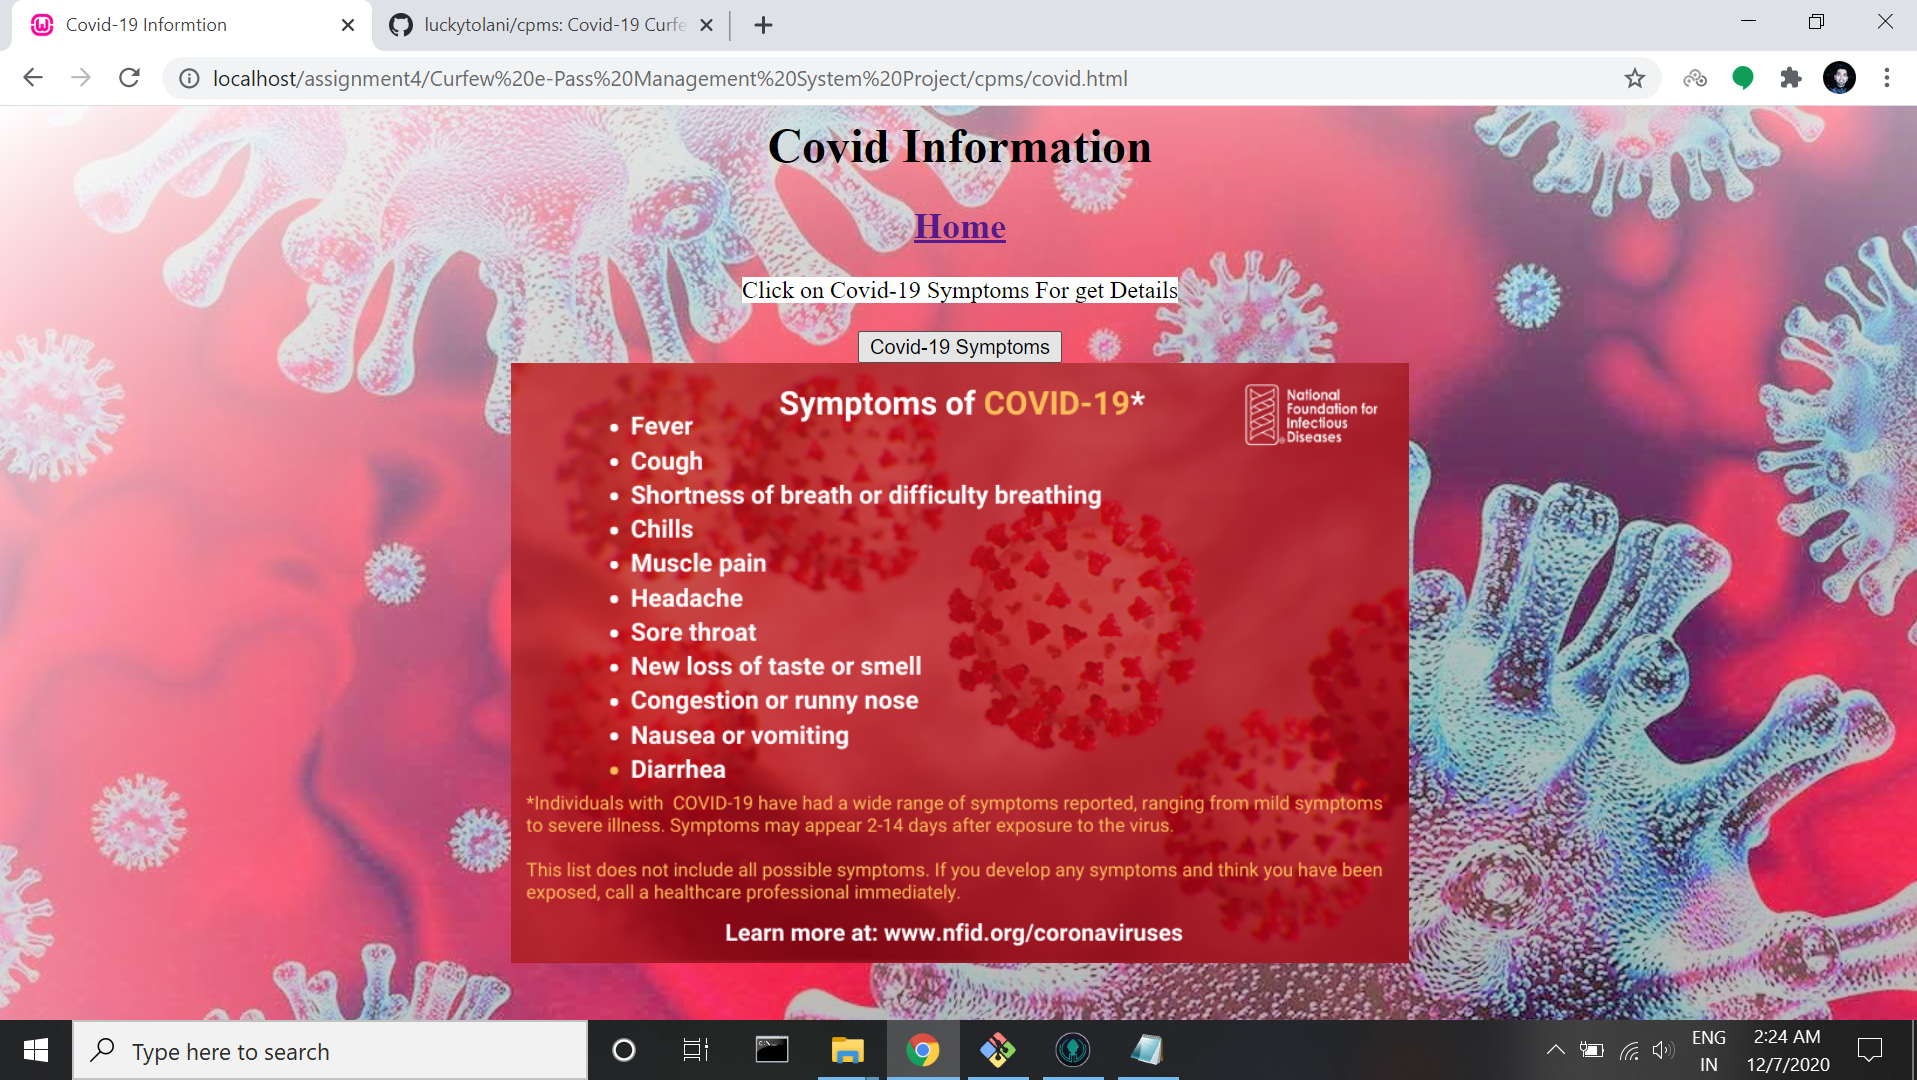 Covid-19 Informtion
luckytolani/cpms: Covid-19 Curfe
localhost/assignment4/Curfew%20e-Pass%20Management%20System%20Project/cpms/covid.html
Covid Information
Home
Click on Covid-19 Symptoms For get Details
Covid-19 Symptoms
Symptoms of COVID-19*
National
Foundation for
Infectious
Diseases
• Fever
• Cough
• Shortness of breath or difficulty breathing
• Chills
• Muscle pain
• Headache
• Sore throat
• New loss of taste or smell
• Congestion or runny nose
• Nausea or vomiting
• Diarrhea
*Individuals with COVID-19 have had a wide range of symptoms reported, ranging from mild symptoms
to severe illness. Symptoms may appear 2-14 days after exposure to the virus.
This list does not include all possible symptoms. If you develop any symptoms and think you have been
exposed, call a healthcare professional immediately.
Learn more at: www.nfid.org/coronaviruses
Type here to search
ENG
IN
2:24 AM
12/7/2020